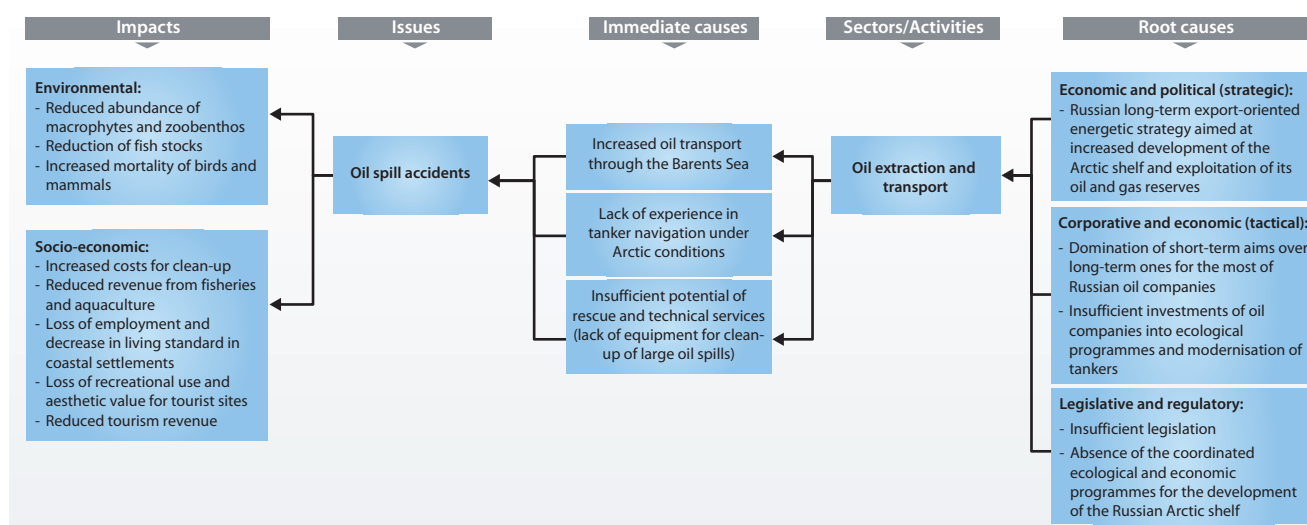 Impacts
Issues
Immediate causes
Sectors/Activities
Root causes
Environmental:
- Reduced abundance of
macrophytes and zoobenthos
- Reduction of fish stocks
- Increased mortality of birds and
mammals
Socio-economic:
- Increased costs for clean-up
- Reduced revenue from fisheries
and aquaculture
- Loss of employment and
decrease in living standard in
coastal settlements
- Loss of recreational use and
aesthetic value for tourist sites
- Reduced tourism revenue
Oil spill accidents
Increased oil transport
through the Barents Sea
Lack of experience in
tanker navigation under
Arctic conditions
Insufficient potential of
rescue and technical services
(lack of equipment for clean-
up of large oil spills)
Oil extraction and
transport
Economic and political (strategic):
- Russian long-term export-oriented
energetic strategy aimed at
increased development of the
Arctic shelf and exploitation of its
oil and gas reserves
Corporative and economic (tactical):
- Domination of short-term aims over
long-term ones for the most of
Russian oil companies
- Insufficient investments of oil
companies into ecological
programmes and modernisation of
tankers
Legislative and regulatory:
- Insufficient legislation
- Absence of the coordinated
ecological and economic
programmes for the development
of the Russian Arctic shelf